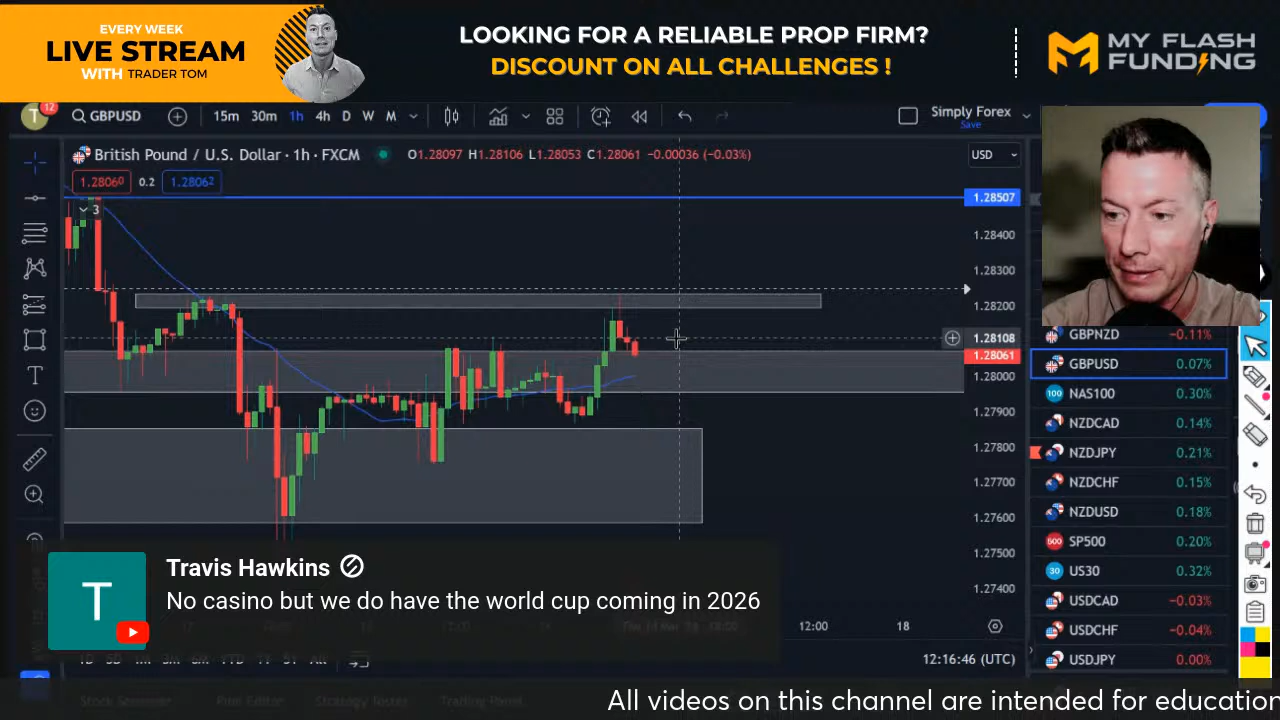 EVERY WEEK
LIVE STREAM
WITH TRADER TOM
LOOKING FOR A RELIABLE PROP FIRM?
DISCOUNT ON ALL CHALLENGES !
MY FLASH
FUNDING
T 12 GBPUSD 15m 30m 1h 4h D W M Simply Forex
Save
British Pound / U.S. Dollar · 1h · FXCM O1.28097 H1.28106 L1.28053 C1.28061 -0.00036 (-0.03%) USD
1.28060 0.2 1.28062
3
1.28507
1.28400
1.28300
1.28200
1.28108
1.28061
1.28000
1.27900
1.27800
1.27700
1.27600
1.27500
1.27400
GBPNZD -0.11%
GBPUSD 0.07%
NAS100 0.30%
NZDCAD 0.14%
NZDJPY 0.21%
NZDCHF 0.15%
NZDUSD 0.18%
SP500 0.20%
US30 0.32%
USDCAD -0.03%
USDCHF -0.04%
USDJPY 0.00%
T
Travis Hawkins
No casino but we do have the world cup coming in 2026
12:00 18
12:16:46 (UTC)
All videos on this channel are intended for education